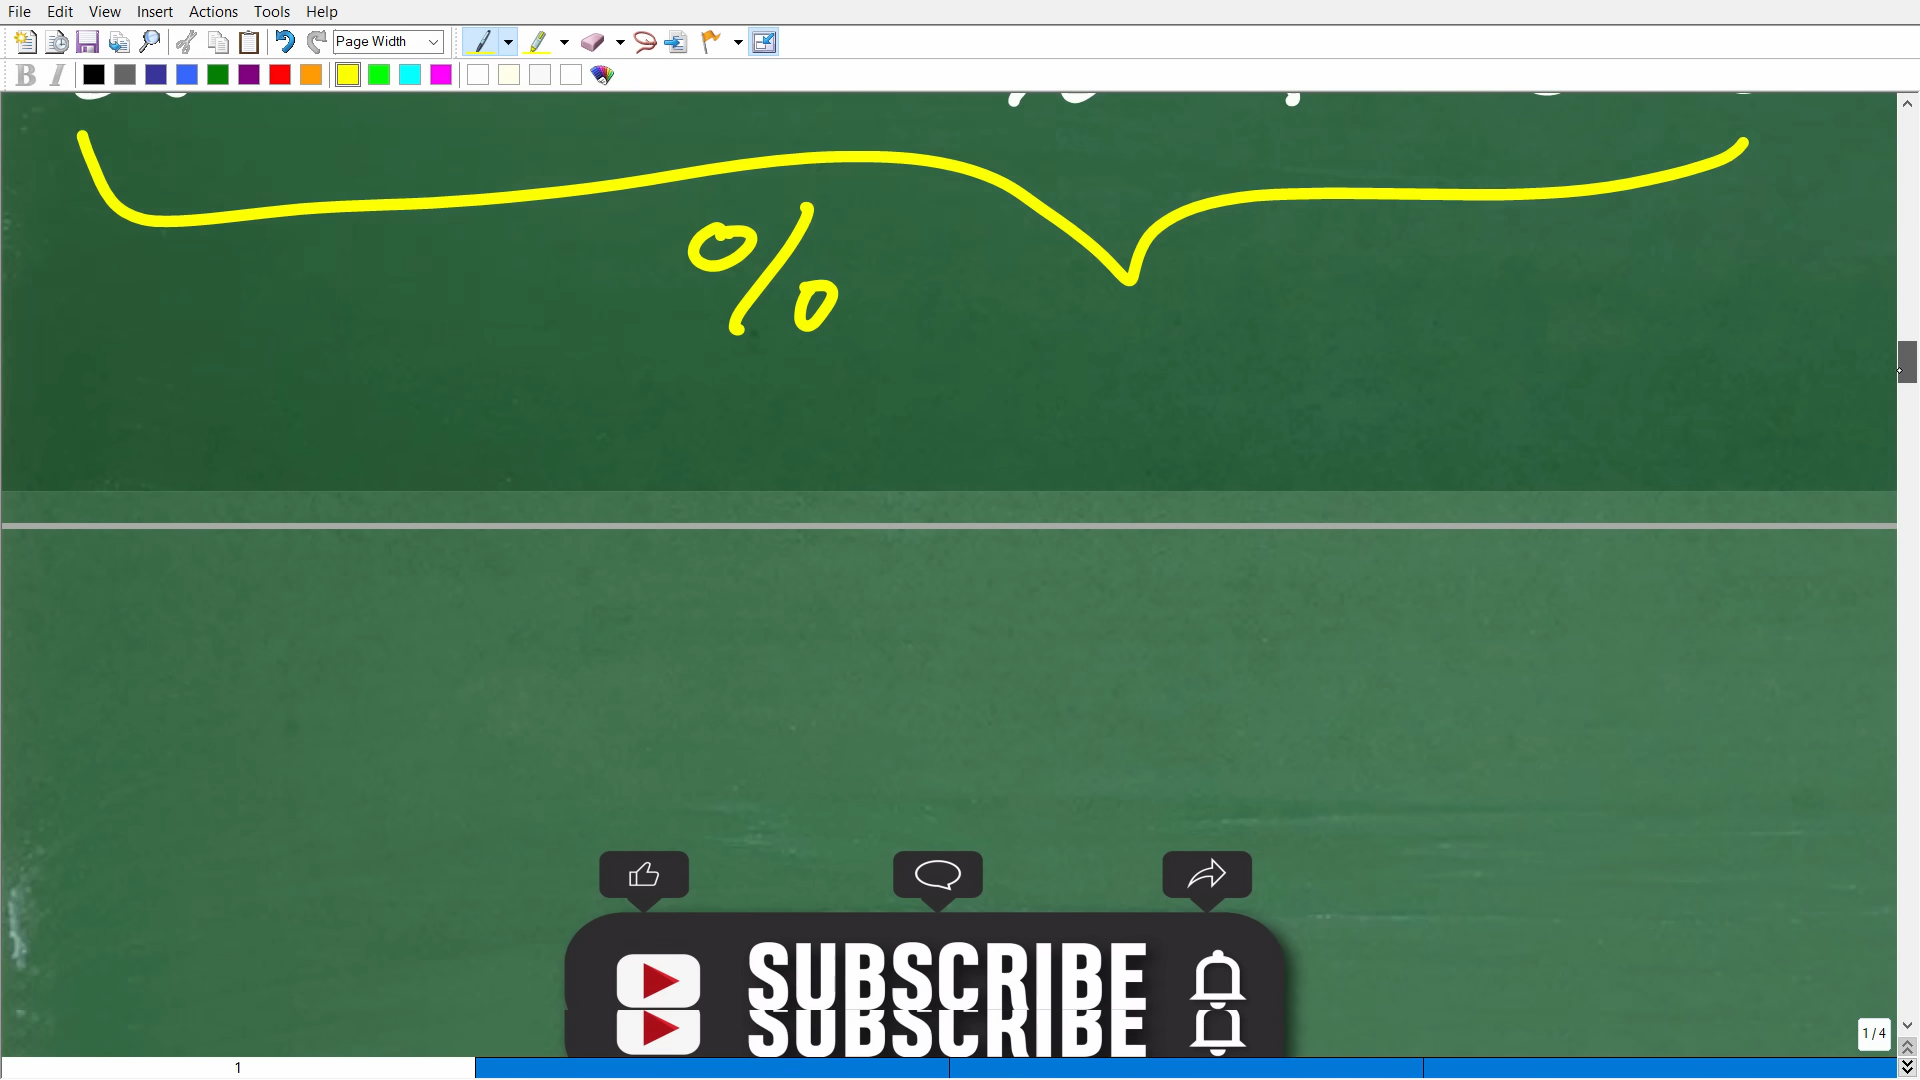 File Edit View Insert Actions Tools Help
Page Width
B I
%
SUBSCRIBE
SUBSCRIBE
1 / 4
1